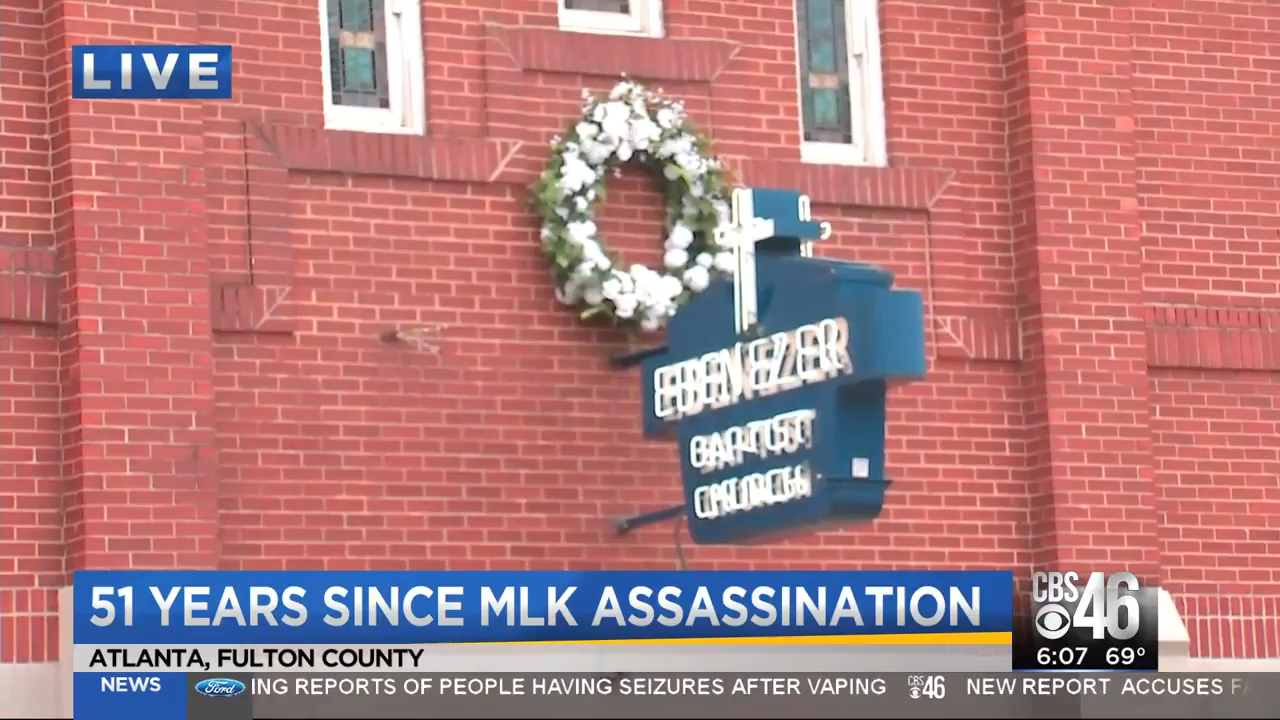 LIVE
EBENEZER
BAPTIST
CHURCH
51 YEARS SINCE MLK ASSASSINATION
ATLANTA, FULTON COUNTY
CBS 46
6:07 69°
NEWS
Ford
ING REPORTS OF PEOPLE HAVING SEIZURES AFTER VAPING CBS 46 NEW REPORT ACCUSES